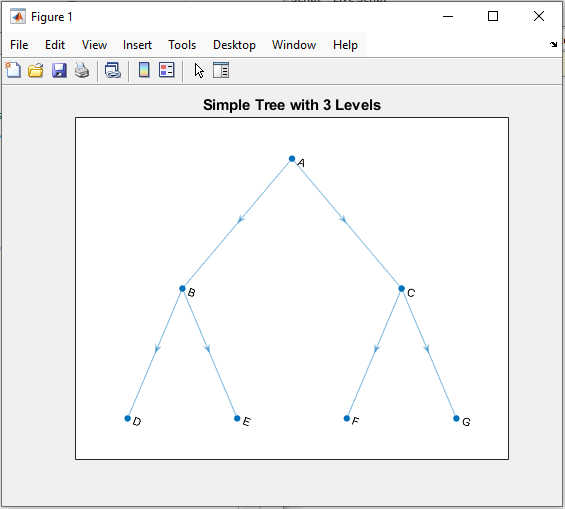 Figure 1
File Edit View Insert Tools Desktop Window Help
Simple Tree with 3 Levels
A
B
C
D
E
F
G